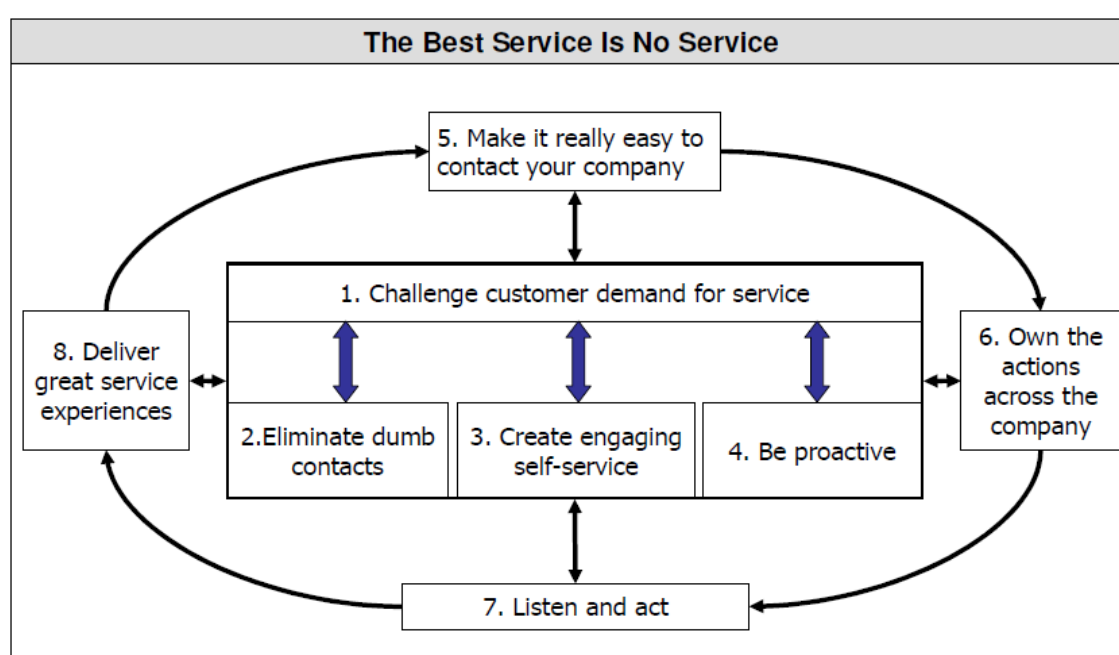 The Best Service Is No Service
5. Make it really easy to
contact your company
1. Challenge customer demand for service
8. Deliver
great service
experiences
6. Own the
actions
across the
company
2.Eliminate dumb
contacts
3. Create engaging
self-service
4. Be proactive
7. Listen and act